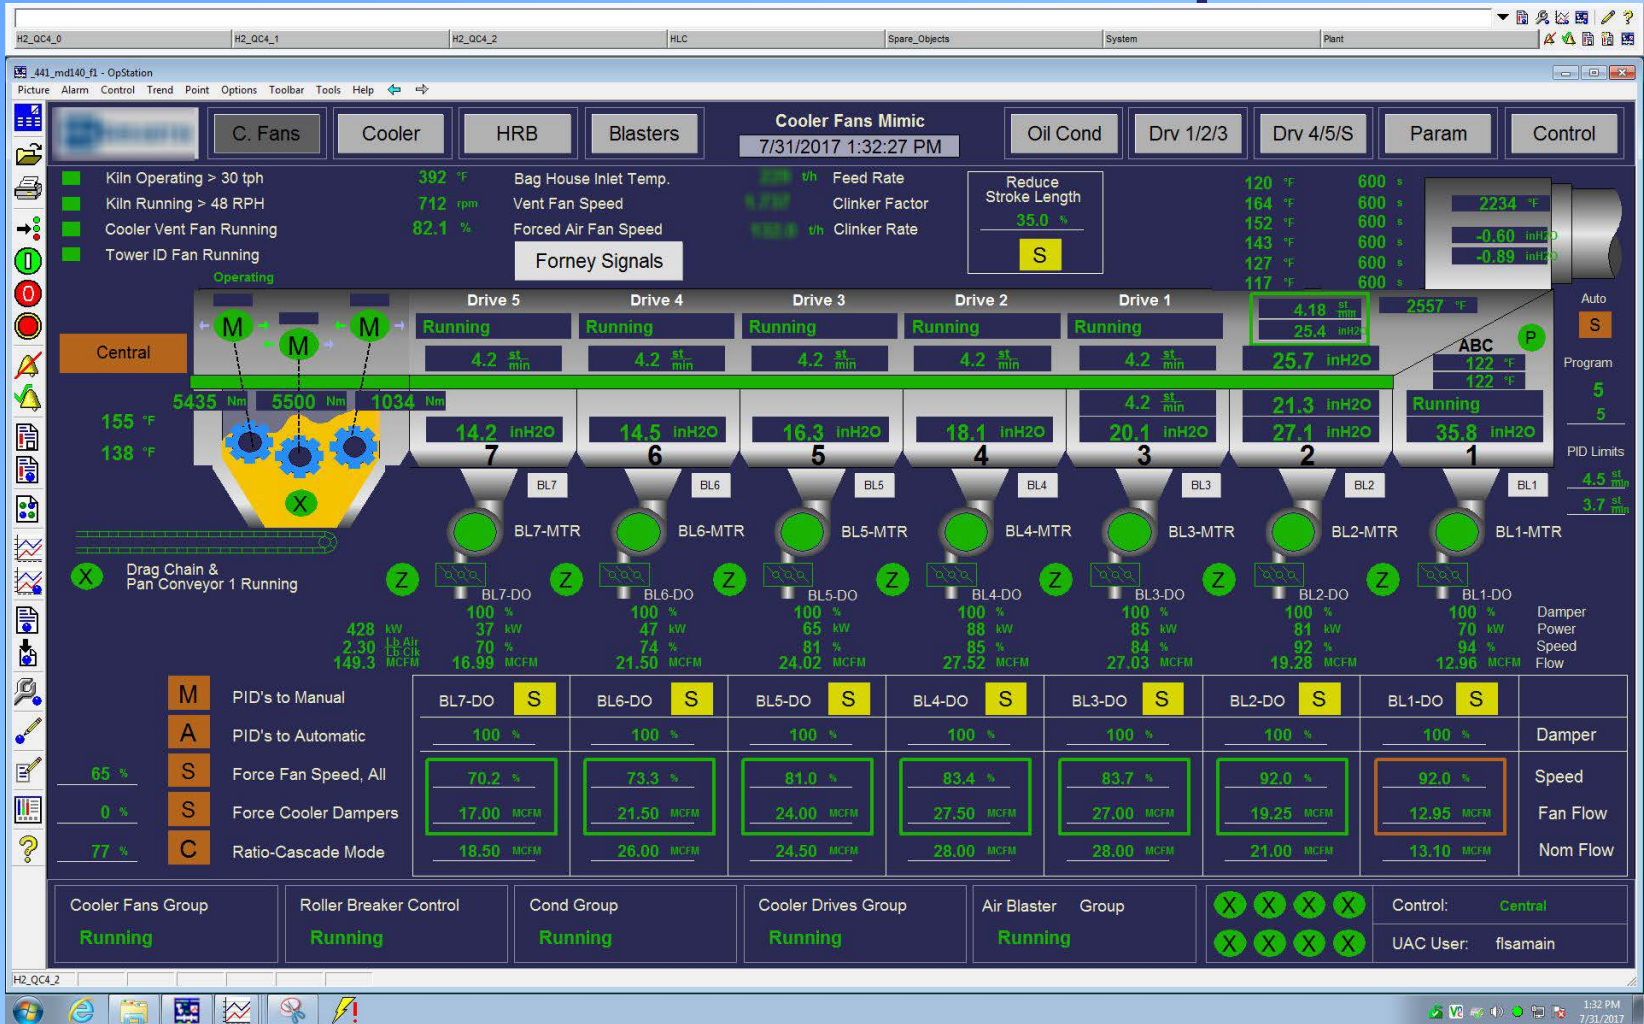 H2_QC4_0 H2_QC4_1 H2_QC4_2 HLC Spare_Objects System Plant
_441_md140_f1 - OpStation
Picture Alarm Control Trend Point Options Toolbar Tools Help
C. Fans Cooler HRB Blasters Cooler Fans Mimic Oil Cond Drv 1/2/3 Drv 4/5/S Param Control
7/31/2017 1:32:27 PM
Kiln Operating > 30 tph 392 °F Bag House Inlet Temp. t/h Feed Rate
Kiln Running > 48 RPH 712 rpm Vent Fan Speed Clinker Factor
Cooler Vent Fan Running 82.1 % Forced Air Fan Speed t/h Clinker Rate
Tower ID Fan Running Forney Signals
Reduce
Stroke Length
35.0 %
S
120 °F 600 s
164 °F 600 s
152 °F 600 s
143 °F 600 s
127 °F 600 s
117 °F 600 s
2234 °F
-0.60 inH2O
-0.89 inH2O
Operating
Drive 5 Drive 4 Drive 3 Drive 2 Drive 1 4.18 st/min 2557 °F Auto
M M M Running Running Running Running Running 25.4 inH2O S
Central 4.2 st/min 4.2 st/min 4.2 st/min 4.2 st/min 4.2 st/min 25.7 inH2O ABC P
122 °F Program
122 °F 5
5435 Nm 5500 Nm 1034 Nm 4.2 st/min 21.3 inH2O Running 5
155 °F 14.2 inH2O 14.5 inH2O 16.3 inH2O 18.1 inH2O 20.1 inH2O 27.1 inH2O 35.8 inH2O
138 °F 7 6 5 4 3 2 1 PID Limits
X BL7 BL6 BL5 BL4 BL3 BL2 BL1 4.5 st/min
3.7 st/min
BL7-MTR BL6-MTR BL5-MTR BL4-MTR BL3-MTR BL2-MTR BL1-MTR
X Drag Chain &
Pan Conveyor 1 Running
Z Z Z Z Z Z Z
BL7-DO BL6-DO BL5-DO BL4-DO BL3-DO BL2-DO BL1-DO
100 % 100 % 100 % 100 % 100 % 100 % 100 % Damper
428 kW 37 kW 47 kW 65 kW 88 kW 85 kW 81 kW 70 kW Power
2.30 Lb Air/Lb Clk 70 % 74 % 81 % 85 % 84 % 92 % 94 % Speed
149.3 MCFM 16.99 MCFM 21.50 MCFM 24.02 MCFM 27.52 MCFM 27.03 MCFM 19.28 MCFM 12.96 MCFM Flow
M PID's to Manual BL7-DO S BL6-DO S BL5-DO S BL4-DO S BL3-DO S BL2-DO S BL1-DO S
A PID's to Automatic 100 % 100 % 100 % 100 % 100 % 100 % 100 % Damper
65 % S Force Fan Speed, All 70.2 % 73.3 % 81.0 % 83.4 % 83.7 % 92.0 % 92.0 % Speed
0 % S Force Cooler Dampers 17.00 MCFM 21.50 MCFM 24.00 MCFM 27.50 MCFM 27.00 MCFM 19.25 MCFM 12.95 MCFM Fan Flow
77 % C Ratio-Cascade Mode 18.50 MCFM 26.00 MCFM 24.50 MCFM 28.00 MCFM 28.00 MCFM 21.00 MCFM 13.10 MCFM Nom Flow
Cooler Fans Group Roller Breaker Control Cond Group Cooler Drives Group Air Blaster Group X X X X Control: Central
Running Running Running Running Running X X X X UAC User: flsamain
H2_QC4_2
1:32 PM
7/31/2017